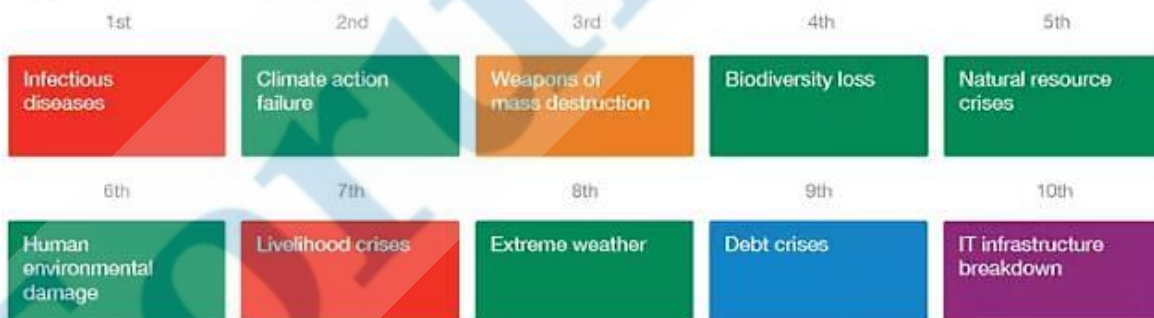 1st 2nd 3rd 4th 5th
Infectious
diseases
Climate action
failure
Weapons of
mass destruction
Biodiversity loss
Natural resource
crises
6th 7th 8th 9th 10th
Human
environmental
damage
Livelihood crises
Extreme weather
Debt crises
IT infrastructure
breakdown